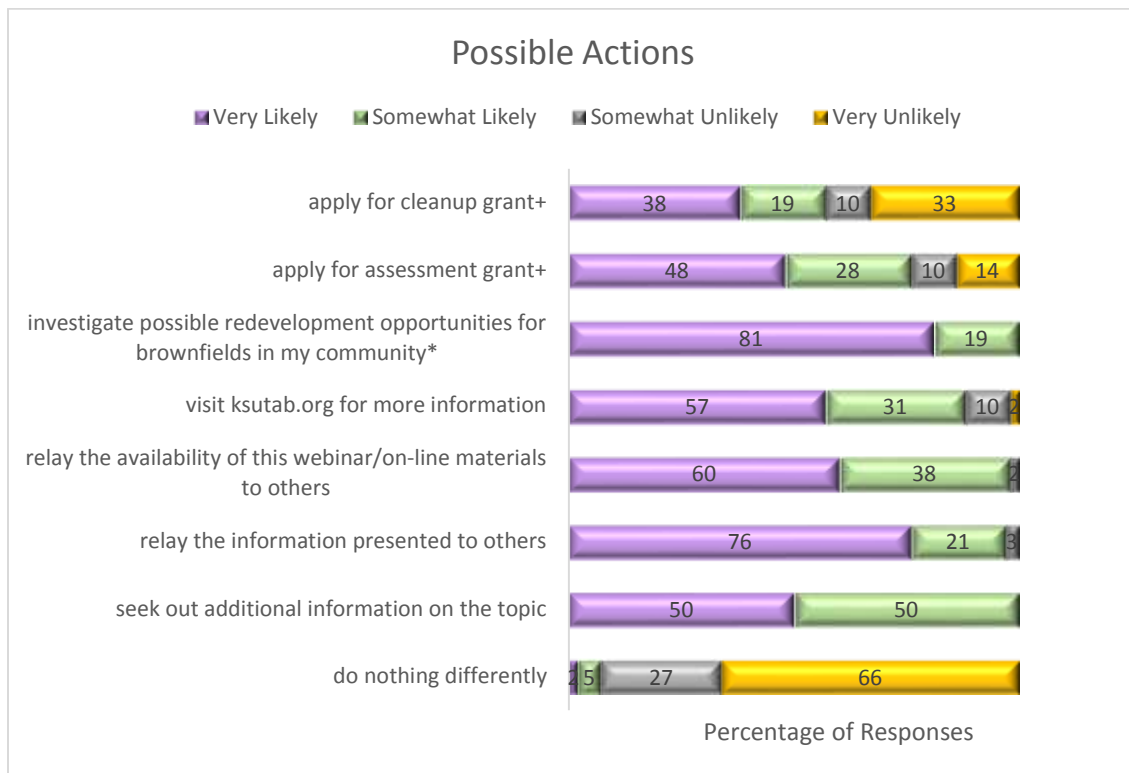 Possible Actions
Very Likely Somewhat Likely Somewhat Unlikely Very Unlikely
apply for cleanup grant+ 38 19 10 33
apply for assessment grant+ 48 28 10 14
investigate possible redevelopment opportunities for
brownfields in my community* 81 19
visit ksutab.org for more information 57 31 10 2
relay the availability of this webinar/on-line materials
to others 60 38 2
relay the information presented to others 76 21 3
seek out additional information on the topic 50 50
do nothing differently 2 5 27 66
Percentage of Responses